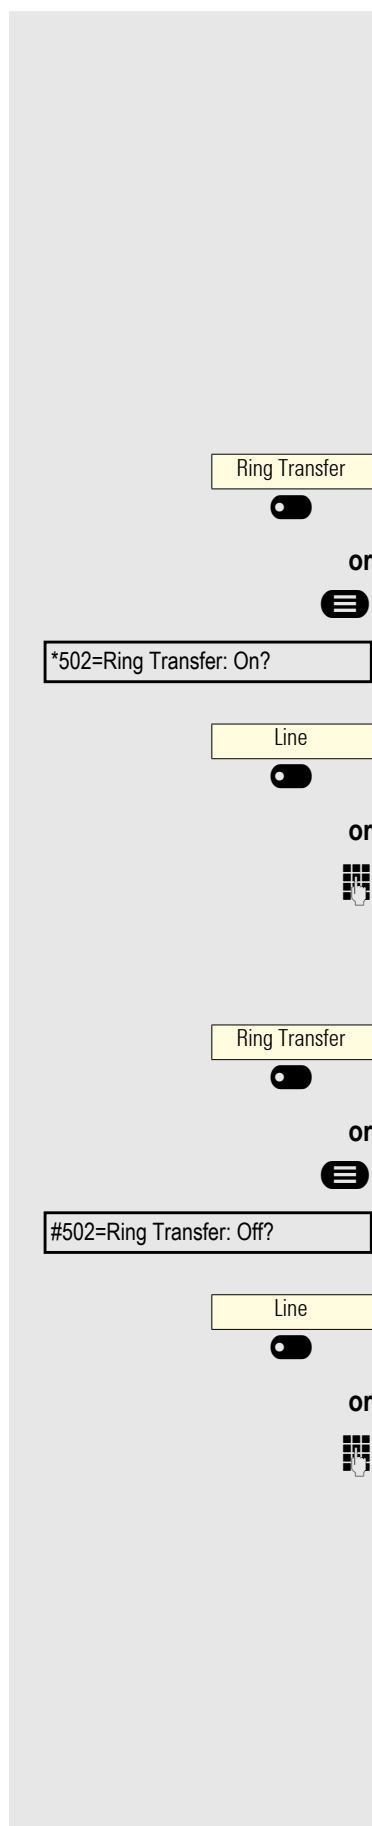 Ring Transfer
or
*502=Ring Transfer: On?
Line
or
Ring Transfer
or
#502=Ring Transfer: Off?
Line
or